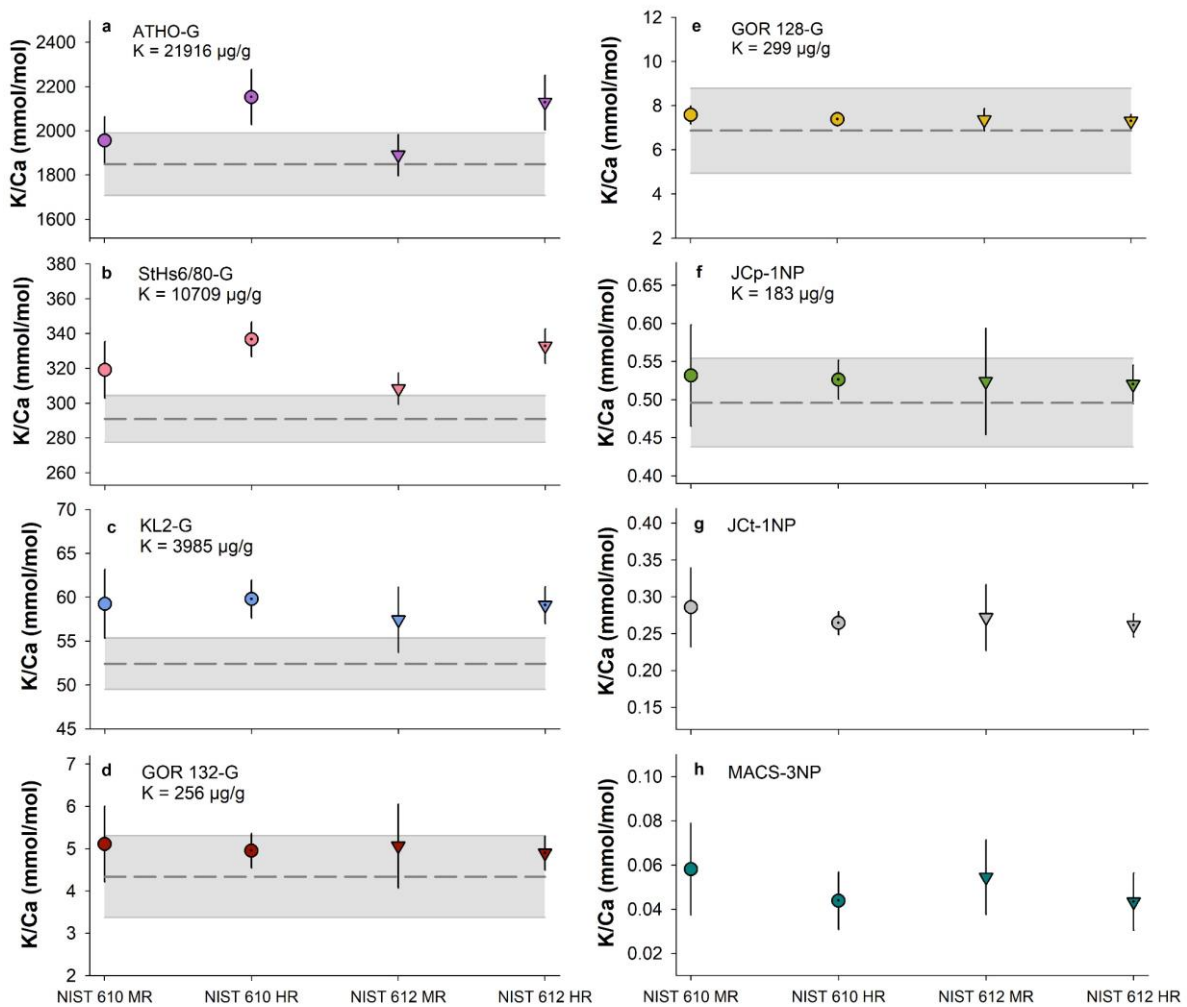 a
ATHO-G
K = 21916 µg/g
K/Ca (mmol/mol)
2400
2200
2000
1800
1600
b
StHs6/80-G
K = 10709 µg/g
K/Ca (mmol/mol)
380
360
340
320
300
280
260
c
KL2-G
K = 3985 µg/g
K/Ca (mmol/mol)
70
65
60
55
50
45
d
GOR 132-G
K = 256 µg/g
K/Ca (mmol/mol)
7
6
5
4
3
2
NIST 610 MR NIST 610 HR NIST 612 MR NIST 612 HR
e
GOR 128-G
K = 299 µg/g
K/Ca (mmol/mol)
12
10
8
6
4
2
f
JCp-1NP
K = 183 µg/g
K/Ca (mmol/mol)
0.65
0.60
0.55
0.50
0.45
0.40
g
JCt-1NP
K/Ca (mmol/mol)
0.40
0.35
0.30
0.25
0.20
0.15
h
MACS-3NP
K/Ca (mmol/mol)
0.10
0.08
0.06
0.04
0.02
NIST 610 MR NIST 610 HR NIST 612 MR NIST 612 HR